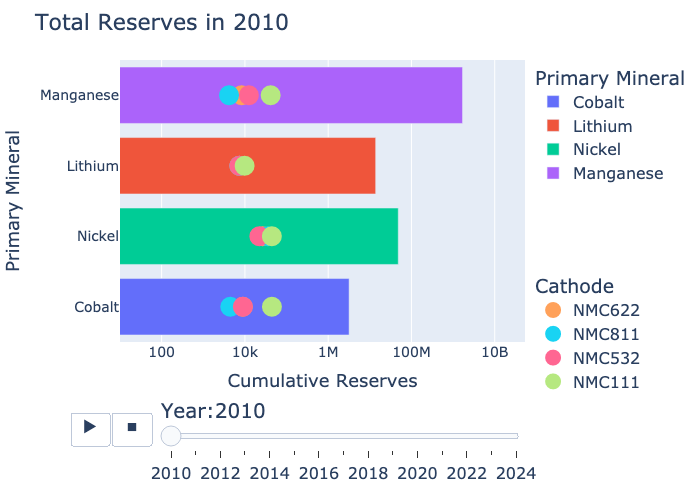 Total Reserves in 2010
Primary Mineral
Manganese
Lithium
Nickel
Cobalt
100
10k
1M
100M
10B
Cumulative Reserves
Primary Mineral
Cobalt
Lithium
Nickel
Manganese
Cathode
NMC622
NMC811
NMC532
NMC111
Year:2010
2010 2012 2014 2016 2018 2020 2022 2024